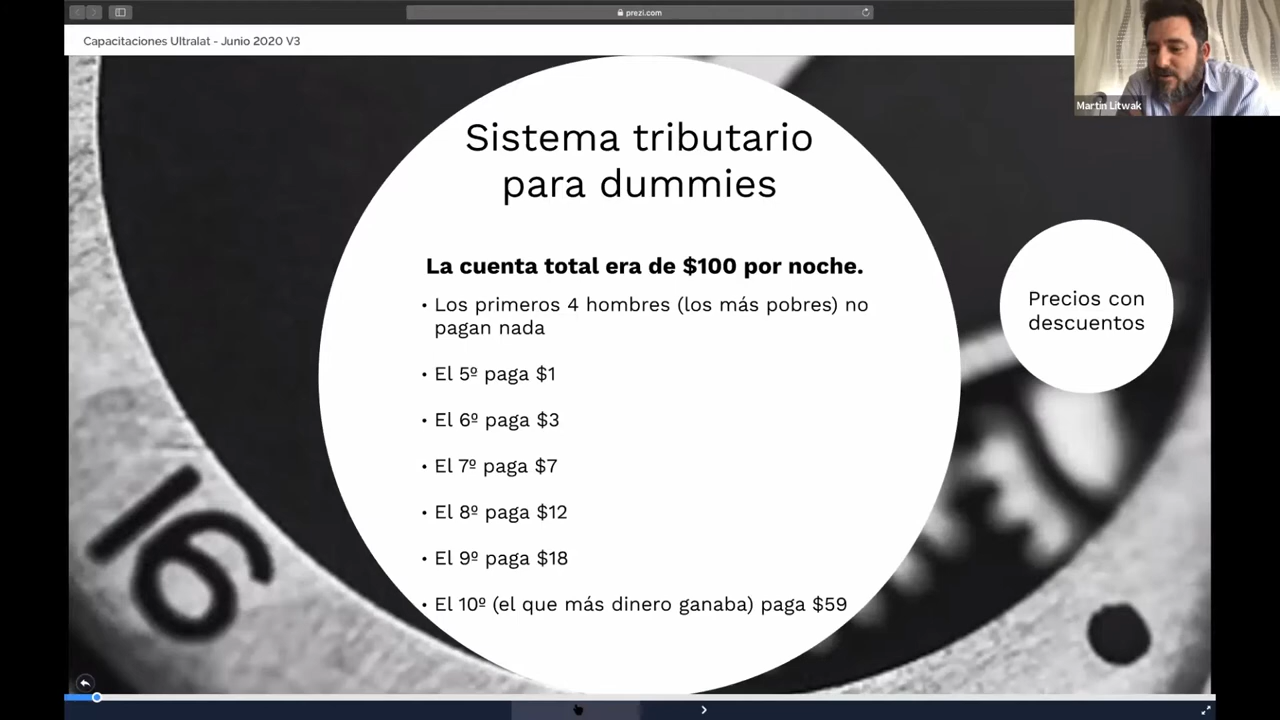 prezi.com
Capacitaciones Ultralat - Junio 2020 V3
Martin Litwak
Sistema tributario
para dummies
La cuenta total era de $100 por noche.
• Los primeros 4 hombres (los más pobres) no
pagan nada
• El 5º paga $1
• El 6º paga $3
• El 7º paga $7
• El 8º paga $12
• El 9º paga $18
• El 10º (el que más dinero ganaba) paga $59
Precios con
descuentos
16